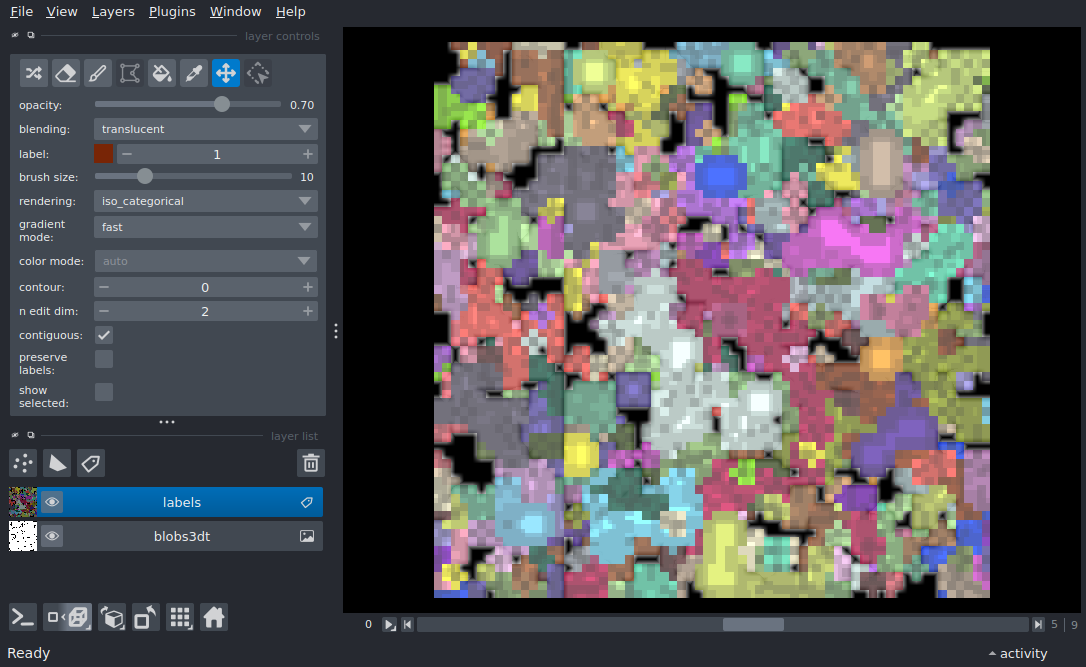 File View Layers Plugins Window Help
layer controls
opacity: 0.70
blending: translucent
label: 1
brush size: 10
rendering: iso_categorical
gradient
mode: fast
color mode: auto
contour: 0
n edit dim: 2
contiguous:
preserve
labels:
show
selected:
layer list
labels
blobs3dt
0 5 | 9
Ready activity